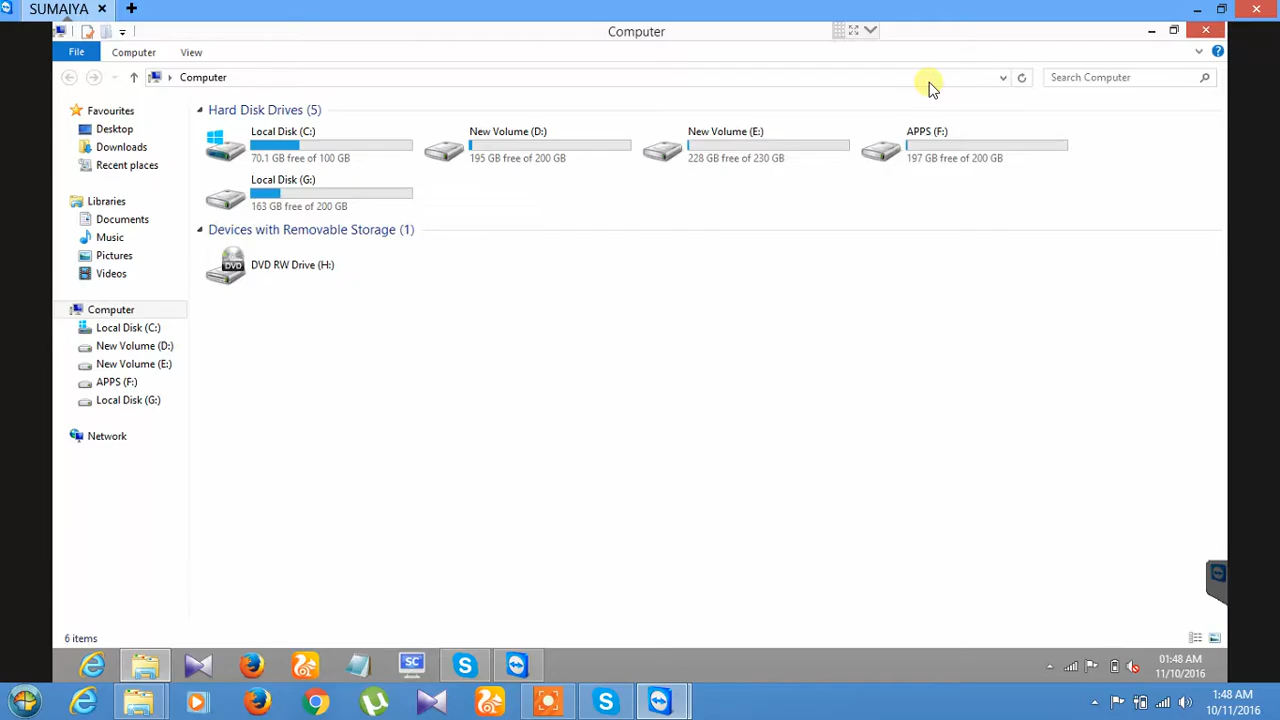 SUMAIYA
Computer
File
Computer
View
Computer
Search Computer
Favourites
Desktop
Downloads
Recent places
Libraries
Documents
Music
Pictures
Videos
Computer
Local Disk (C:)
New Volume (D:)
New Volume (E:)
APPS (F:)
Local Disk (G:)
Network
Hard Disk Drives (5)
Local Disk (C:)
70.1 GB free of 100 GB
New Volume (D:)
195 GB free of 200 GB
New Volume (E:)
228 GB free of 230 GB
APPS (F:)
197 GB free of 200 GB
Local Disk (G:)
163 GB free of 200 GB
Devices with Removable Storage (1)
DVD
DVD RW Drive (H:)
6 items
SC
01:48 AM
11/10/2016
1:48 AM
10/11/2016